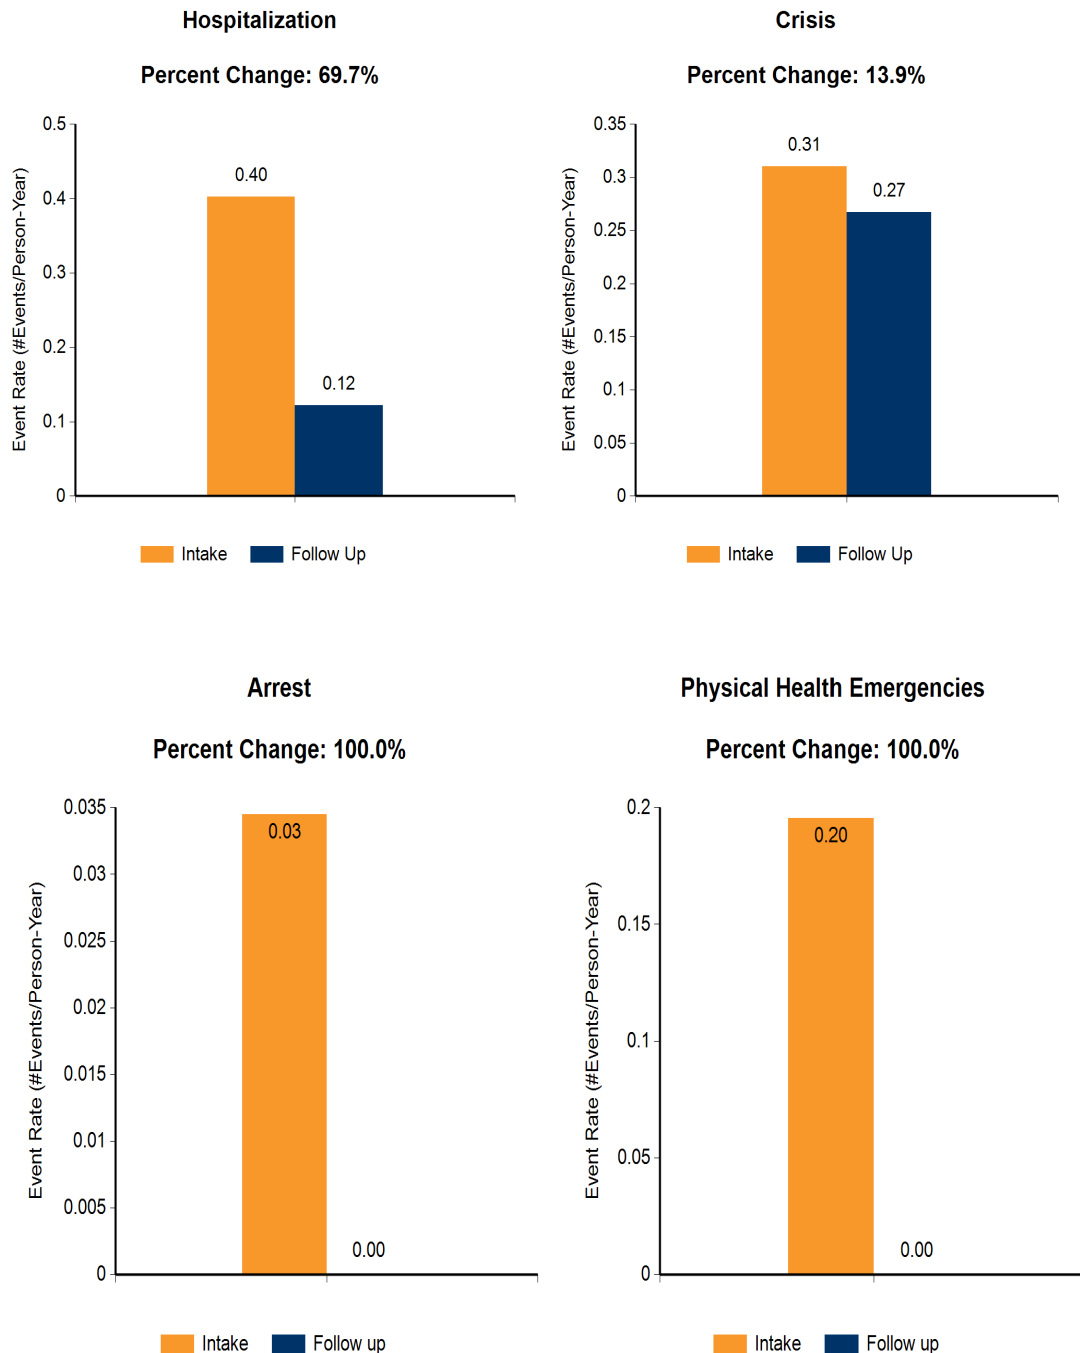 Hospitalization
Percent Change: 69.7%
Event Rate (#Events/Person-Year)
0.5
0.4
0.3
0.2
0.1
0
0.40
0.12
Intake Follow Up
Crisis
Percent Change: 13.9%
Event Rate (#Events/Person-Year)
0.35
0.3
0.25
0.2
0.15
0.1
0.05
0
0.31
0.27
Intake Follow Up
Arrest
Percent Change: 100.0%
Event Rate (#Events/Person-Year)
0.035
0.03
0.025
0.02
0.015
0.01
0.005
0
0.03
0.00
Intake Follow up
Physical Health Emergencies
Percent Change: 100.0%
Event Rate (#Events/Person-Year)
0.2
0.15
0.1
0.05
0
0.20
0.00
Intake Follow up